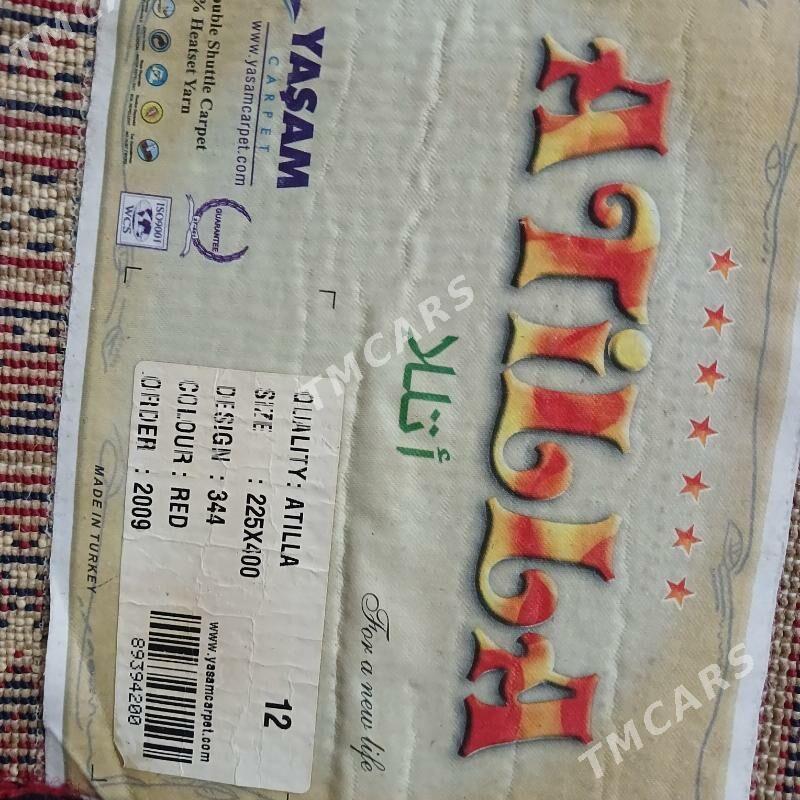 YAŞAM
CARPET
www.yasamcarpet.com
Double Shuttle Carpet
% Heatset Yarn
GUARANTEE
ISO9001
WCS
ATiLLA
أتللا
For a new life
QUALITY: ATILLA
SIZE : 225X400
DESIGN : 344
COLOUR : RED
ORDER : 2009
12
www.yasamcarpet.com
89394200
MADE IN TURKEY
TMCARS
TMCARS
TMCARS
TMCARS